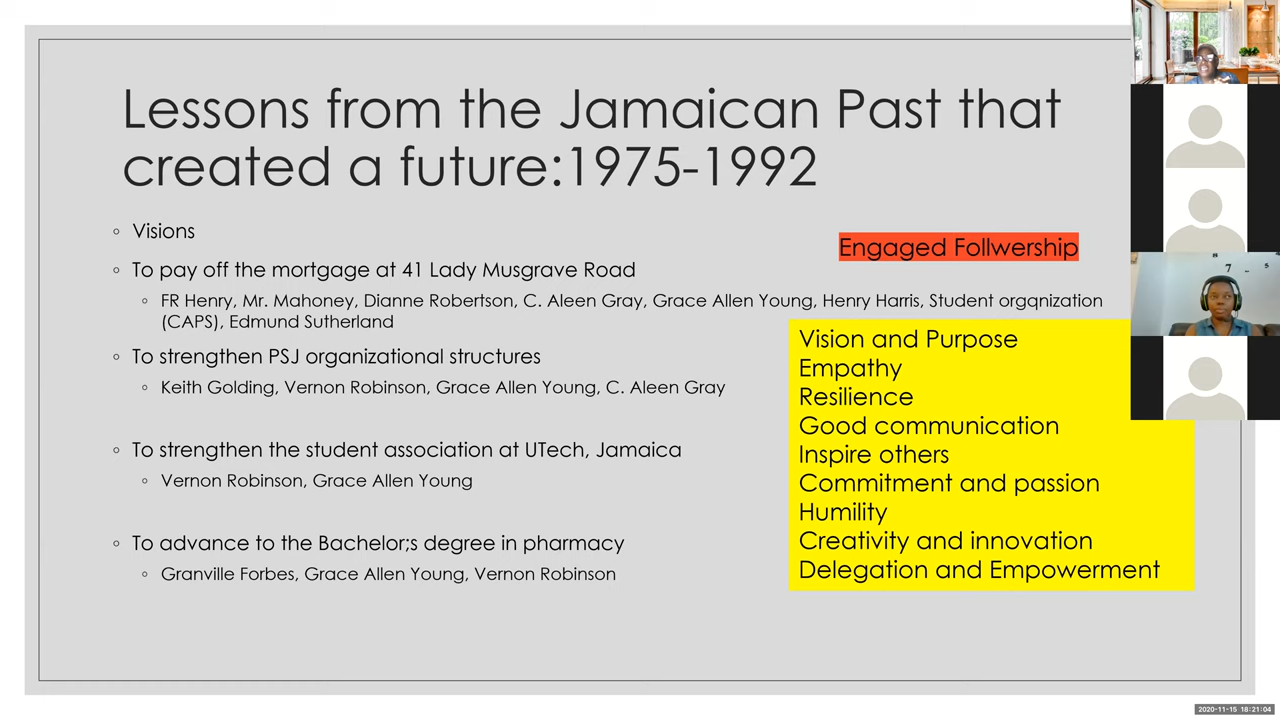 Lessons from the Jamaican Past that
created a future:1975-1992
Visions
To pay off the mortgage at 41 Lady Musgrave Road
FR Henry, Mr. Mahoney, Dianne Robertson, C. Aleen Gray, Grace Allen Young, Henry Harris, Student orgqnization
(CAPS), Edmund Sutherland
To strengthen PSJ organizational structures
Keith Golding, Vernon Robinson, Grace Allen Young, C. Aleen Gray
To strengthen the student association at UTech, Jamaica
Vernon Robinson, Grace Allen Young
To advance to the Bachelor;s degree in pharmacy
Granville Forbes, Grace Allen Young, Vernon Robinson
Engaged Follwership
Vision and Purpose
Empathy
Resilience
Good communication
Inspire others
Commitment and passion
Humility
Creativity and innovation
Delegation and Empowerment
2020-11-15 18:21:04